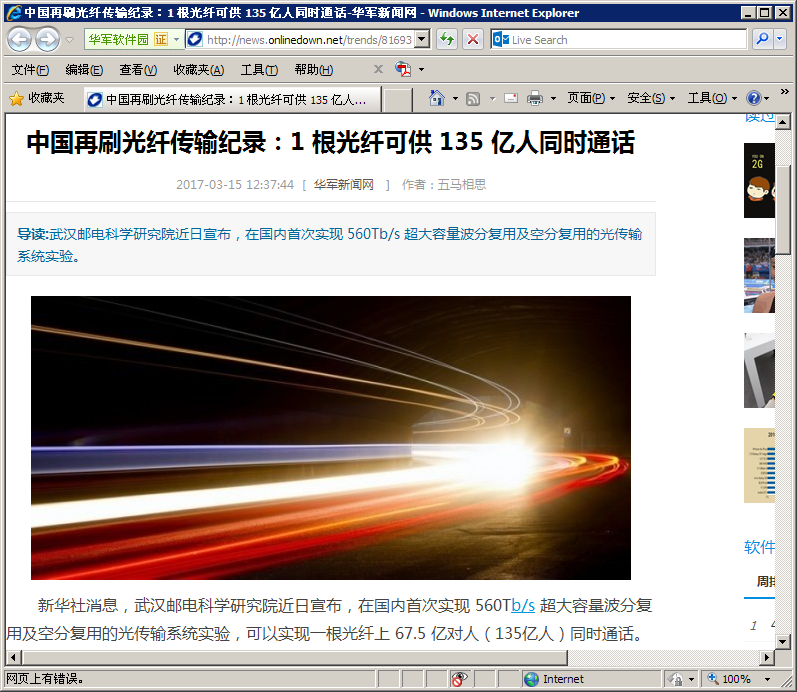 中国再刷光纤传输纪录：1 根光纤可供 135 亿人同时通话-华军新闻网 - Windows Internet Explorer
华军软件园 证 http://news.onlinedown.net/trends/81693 Live Search
文件(F) 编辑(E) 查看(V) 收藏夹(A) 工具(T) 帮助(H)
收藏夹 中国再刷光纤传输纪录：1 根光纤可供 135 亿人... 页面(P) 安全(S) 工具(O)
中国再刷光纤传输纪录：1 根光纤可供 135 亿人同时通话
2017-03-15 12:37:44 [ 华军新闻网 ] 作者：五马相思
导读:武汉邮电科学研究院近日宣布，在国内首次实现 560Tb/s 超大容量波分复用及空分复用的光传输
系统实验。
2G
新华社消息，武汉邮电科学研究院近日宣布，在国内首次实现 560Tb/s 超大容量波分复
用及空分复用的光传输系统实验，可以实现一根光纤上 67.5 亿对人（135亿人）同时通话。
软件
周排
1
网页上有错误。 Internet 100%